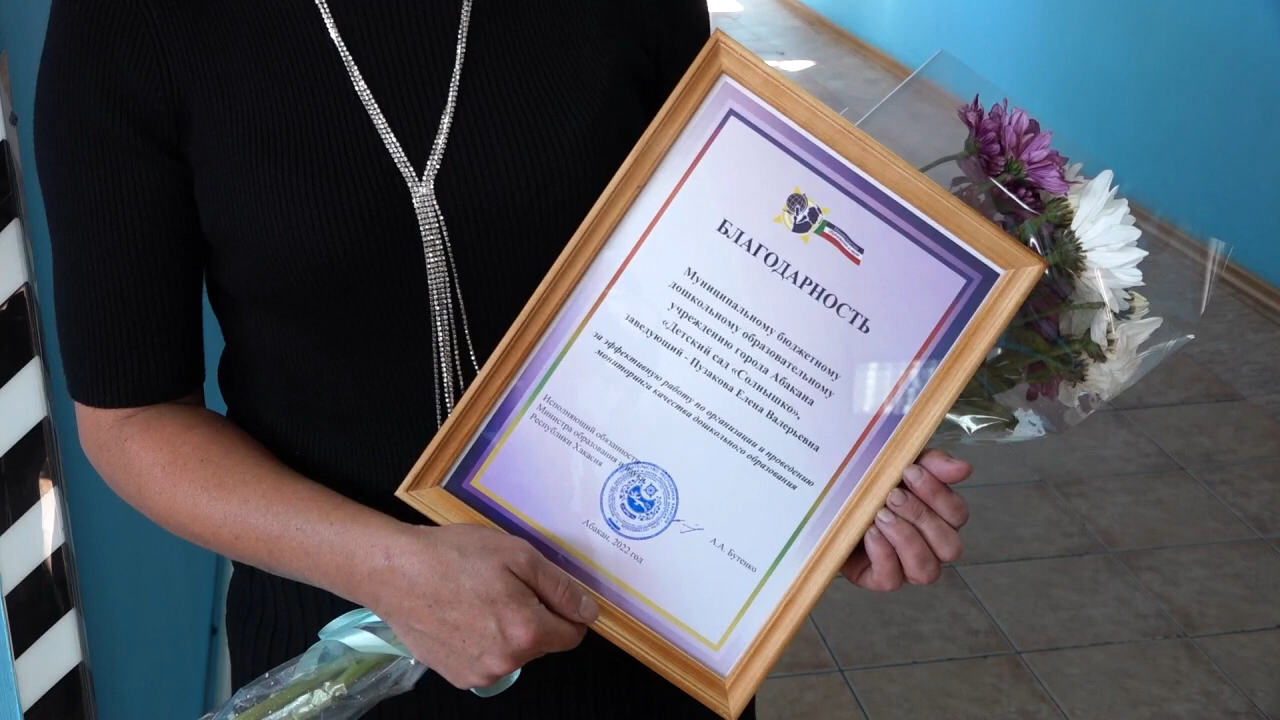 БЛАГОДАРНОСТЬ
Муниципальному бюджетному
дошкольному образовательному
учреждению города Абакана
«Детский сад «Солнышко»,
заведующий - Пузакова Елена Валерьевна
за эффективную работу по организации и проведению
мониторинга качества дошкольного образования
Исполняющий обязанности
Министра образования
Республики Хакасия
А.А. Бутенко
Абакан, 2022 год